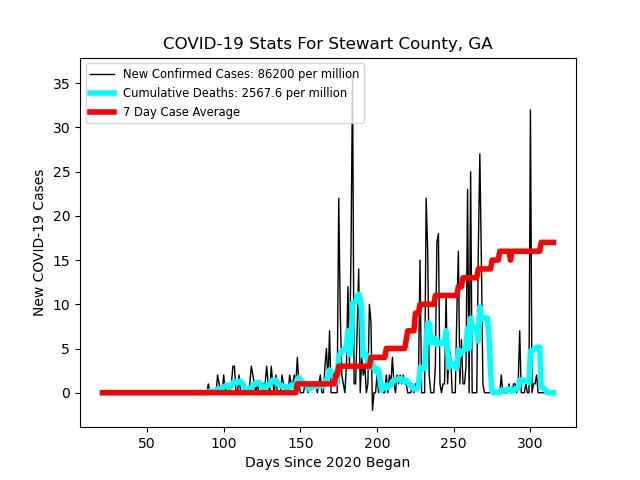 COVID-19 Stats For Stewart County, GA
New Confirmed Cases: 86200 per million
Cumulative Deaths: 2567.6 per million
7 Day Case Average
New COVID-19 Cases
35
30
25
20
15
10
5
0
50 100 150 200 250 300
Days Since 2020 Began